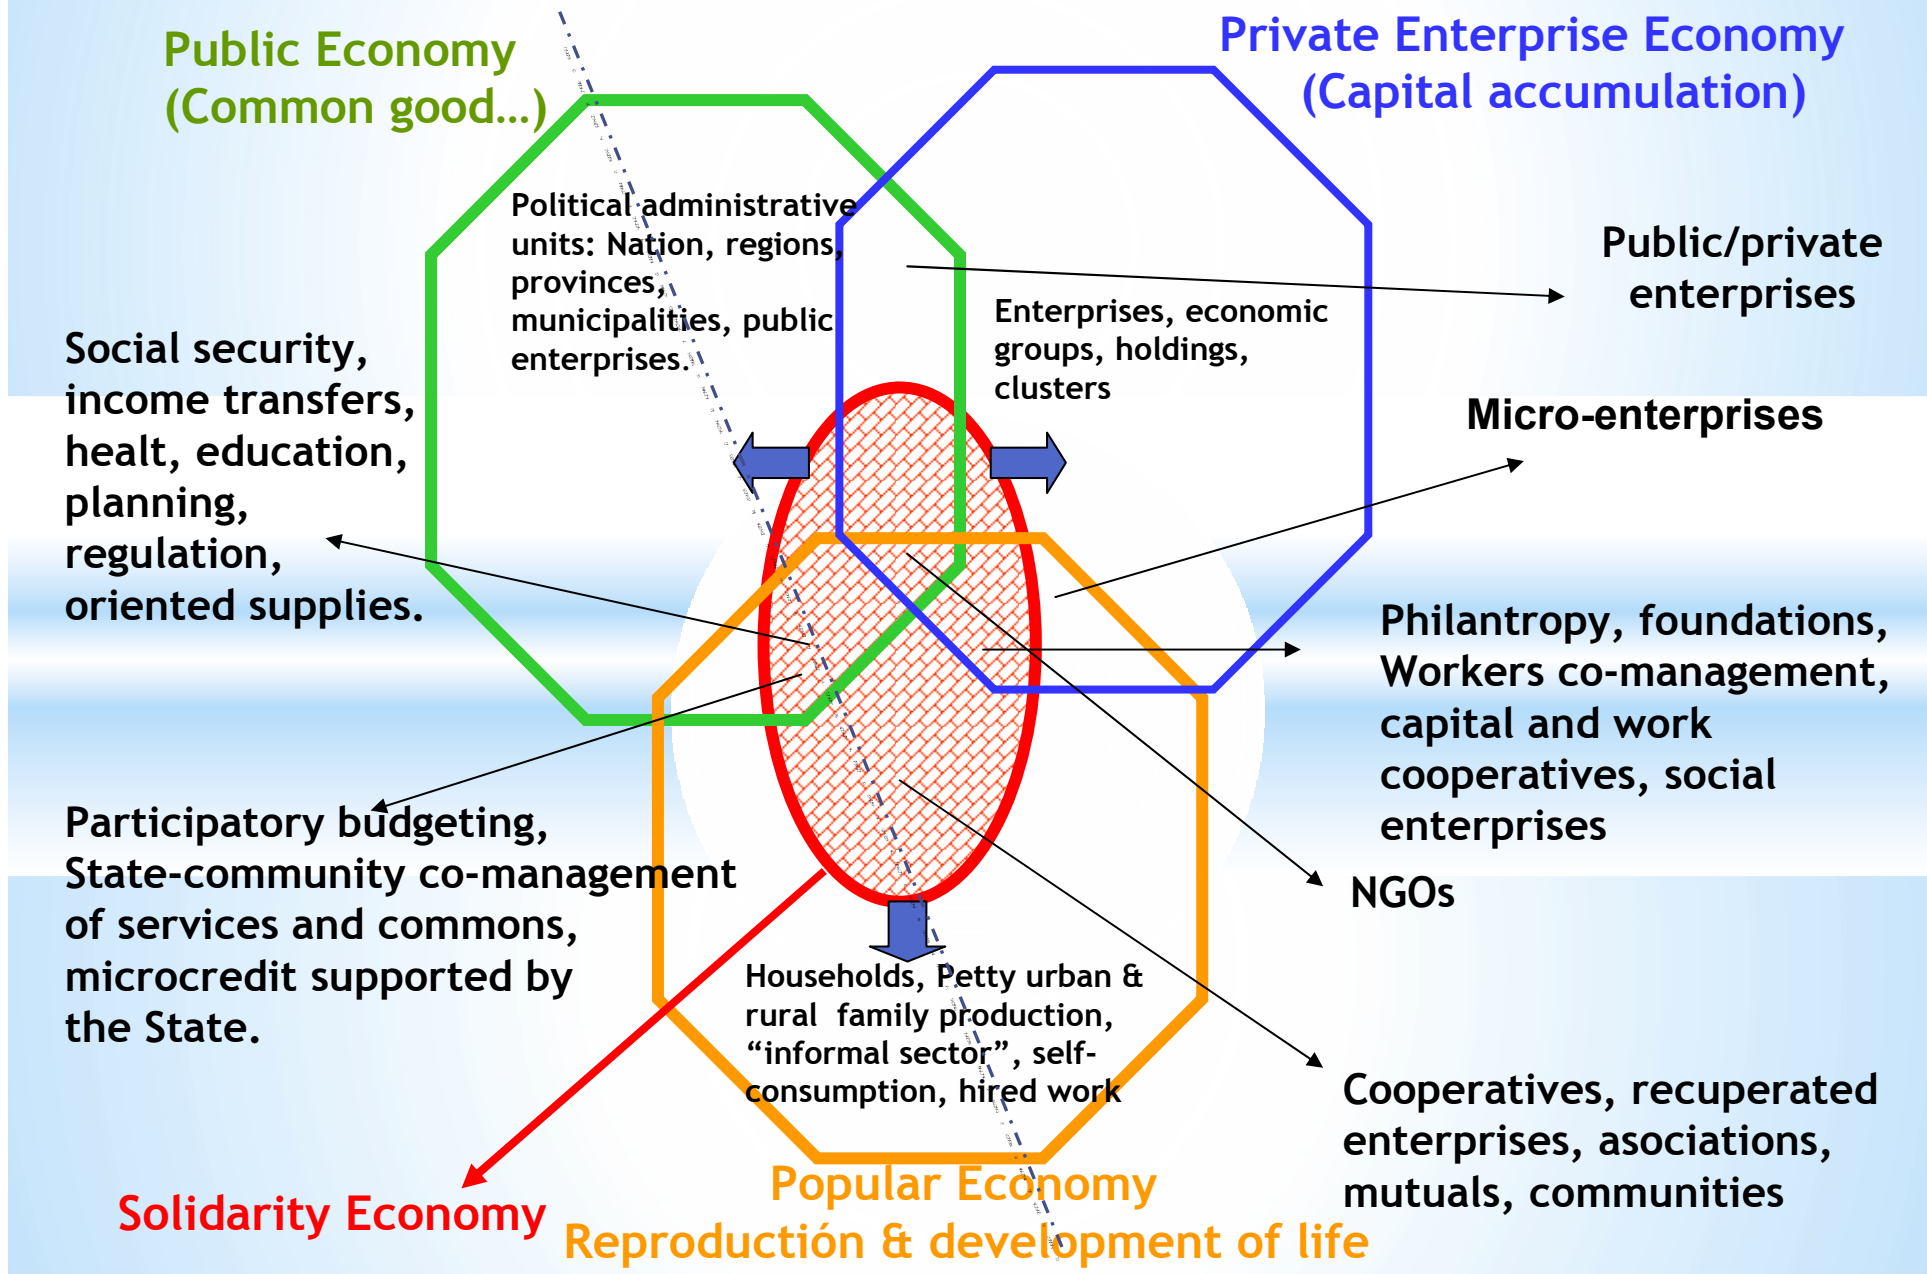 Public Economy
(Common good…)
Private Enterprise Economy
(Capital accumulation)
Political administrative
units: Nation, regions,
provinces,
municipalities, public
enterprises.
Public/private
enterprises
Enterprises, economic
groups, holdings,
clusters
Social security,
income transfers,
healt, education,
planning,
regulation,
oriented supplies.
Micro-enterprises
Philantropy, foundations,
Workers co-management,
capital and work
cooperatives, social
enterprises
Participatory budgeting,
State-community co-management
of services and commons,
microcredit supported by
the State.
NGOs
Households, Petty urban &
rural family production,
“informal sector”, self-
consumption, hired work
Cooperatives, recuperated
enterprises, asociations,
mutuals, communities
Solidarity Economy
Popular Economy
Reproductión & development of life